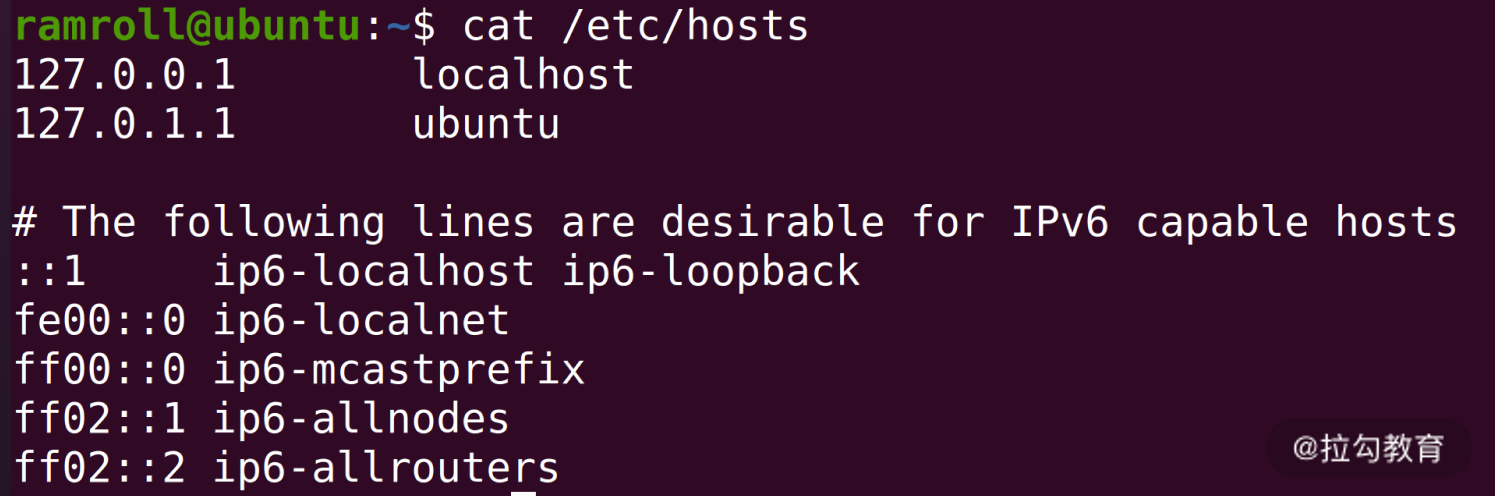 ramroll@ubuntu:~$ cat /etc/hosts
127.0.0.1       localhost
127.0.1.1       ubuntu
# The following lines are desirable for IPv6 capable hosts
::1     ip6-localhost ip6-loopback
fe00::0 ip6-localnet
ff00::0 ip6-mcastprefix
ff02::1 ip6-allnodes
ff02::2 ip6-allrouters
@拉勾教育